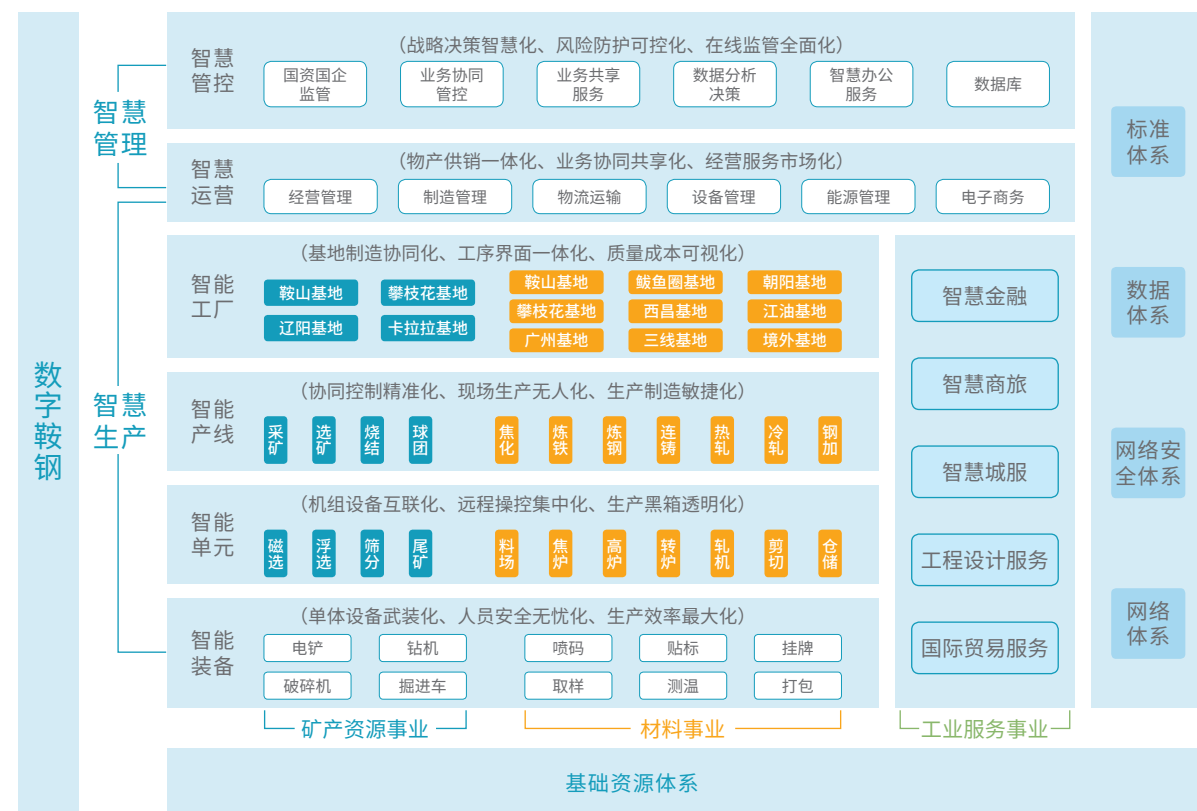 数字鞍钢
智慧
管理
智慧
生产
智慧
管控
（战略决策智慧化、风险防护可控化、在线监管全面化）
国资国企
监管
业务协同
管控
业务共享
服务
数据分析
决策
智慧办公
服务
数据库
智慧
运营
（物产供销一体化、业务协同共享化、经营服务市场化）
经营管理
制造管理
物流运输
设备管理
能源管理
电子商务
智能
工厂
（基地制造协同化、工序界面一体化、质量成本可视化）
鞍山基地
攀枝花基地
辽阳基地
卡拉拉基地
鞍山基地
鲅鱼圈基地
朝阳基地
攀枝花基地
西昌基地
江油基地
广州基地
三线基地
境外基地
智能
产线
（协同控制精准化、现场生产无人化、生产制造敏捷化）
采矿
选矿
烧结
球团
焦化
炼铁
炼钢
连铸
热轧
冷轧
钢加
智能
单元
（机组设备互联化、远程操控集中化、生产黑箱透明化）
磁选
浮选
筛分
尾矿
料场
焦炉
高炉
转炉
轧机
剪切
仓储
智能
装备
（单体设备武装化、人员安全无忧化、生产效率最大化）
电铲
钻机
喷码
贴标
挂牌
破碎机
掘进车
取样
测温
打包
矿产资源事业
材料事业
工业服务事业
智慧金融
智慧商旅
智慧城服
工程设计服务
国际贸易服务
标准
体系
数据
体系
网络安
全体系
网络
体系
基础资源体系